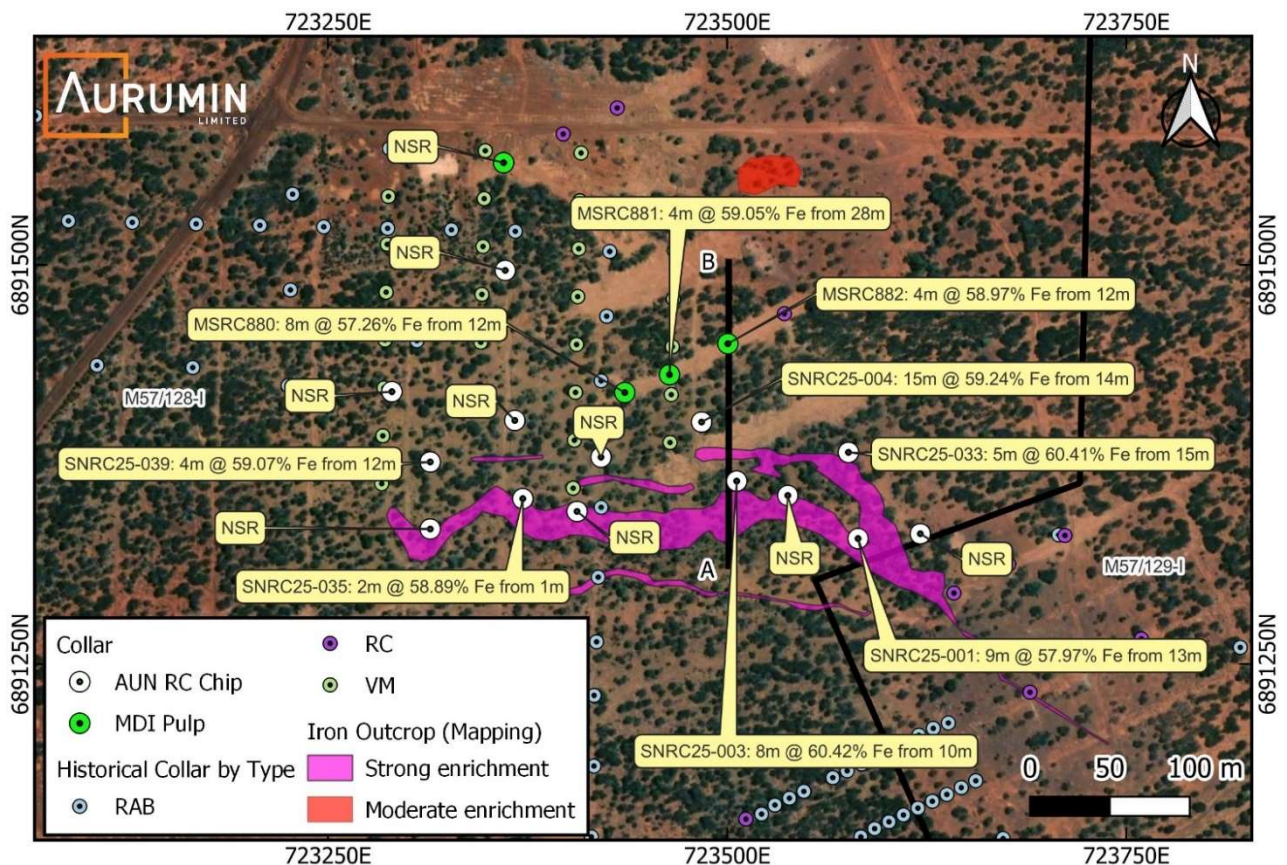 723250E
723500E
723750E
AURUMIN
LIMITED
N
NSR
MSRC881: 4m @ 59.05% Fe from 28m
NSR
B
6891500N
6891500N
MSRC882: 4m @ 58.97% Fe from 12m
MSRC880: 8m @ 57.26% Fe from 12m
SNRC25-004: 15m @ 59.24% Fe from 14m
M57/128-I
NSR
NSR
NSR
SNRC25-039: 4m @ 59.07% Fe from 12m
SNRC25-033: 5m @ 60.41% Fe from 15m
NSR
NSR
NSR
NSR
A
M57/129-I
SNRC25-035: 2m @ 58.89% Fe from 1m
SNRC25-001: 9m @ 57.97% Fe from 13m
6891250N
6891250N
SNRC25-003: 8m @ 60.42% Fe from 10m
Collar
AUN RC Chip
MDI Pulp
Historical Collar by Type
RAB
RC
VM
Iron Outcrop (Mapping)
Strong enrichment
Moderate enrichment
0 50 100 m
723250E
723500E
723750E